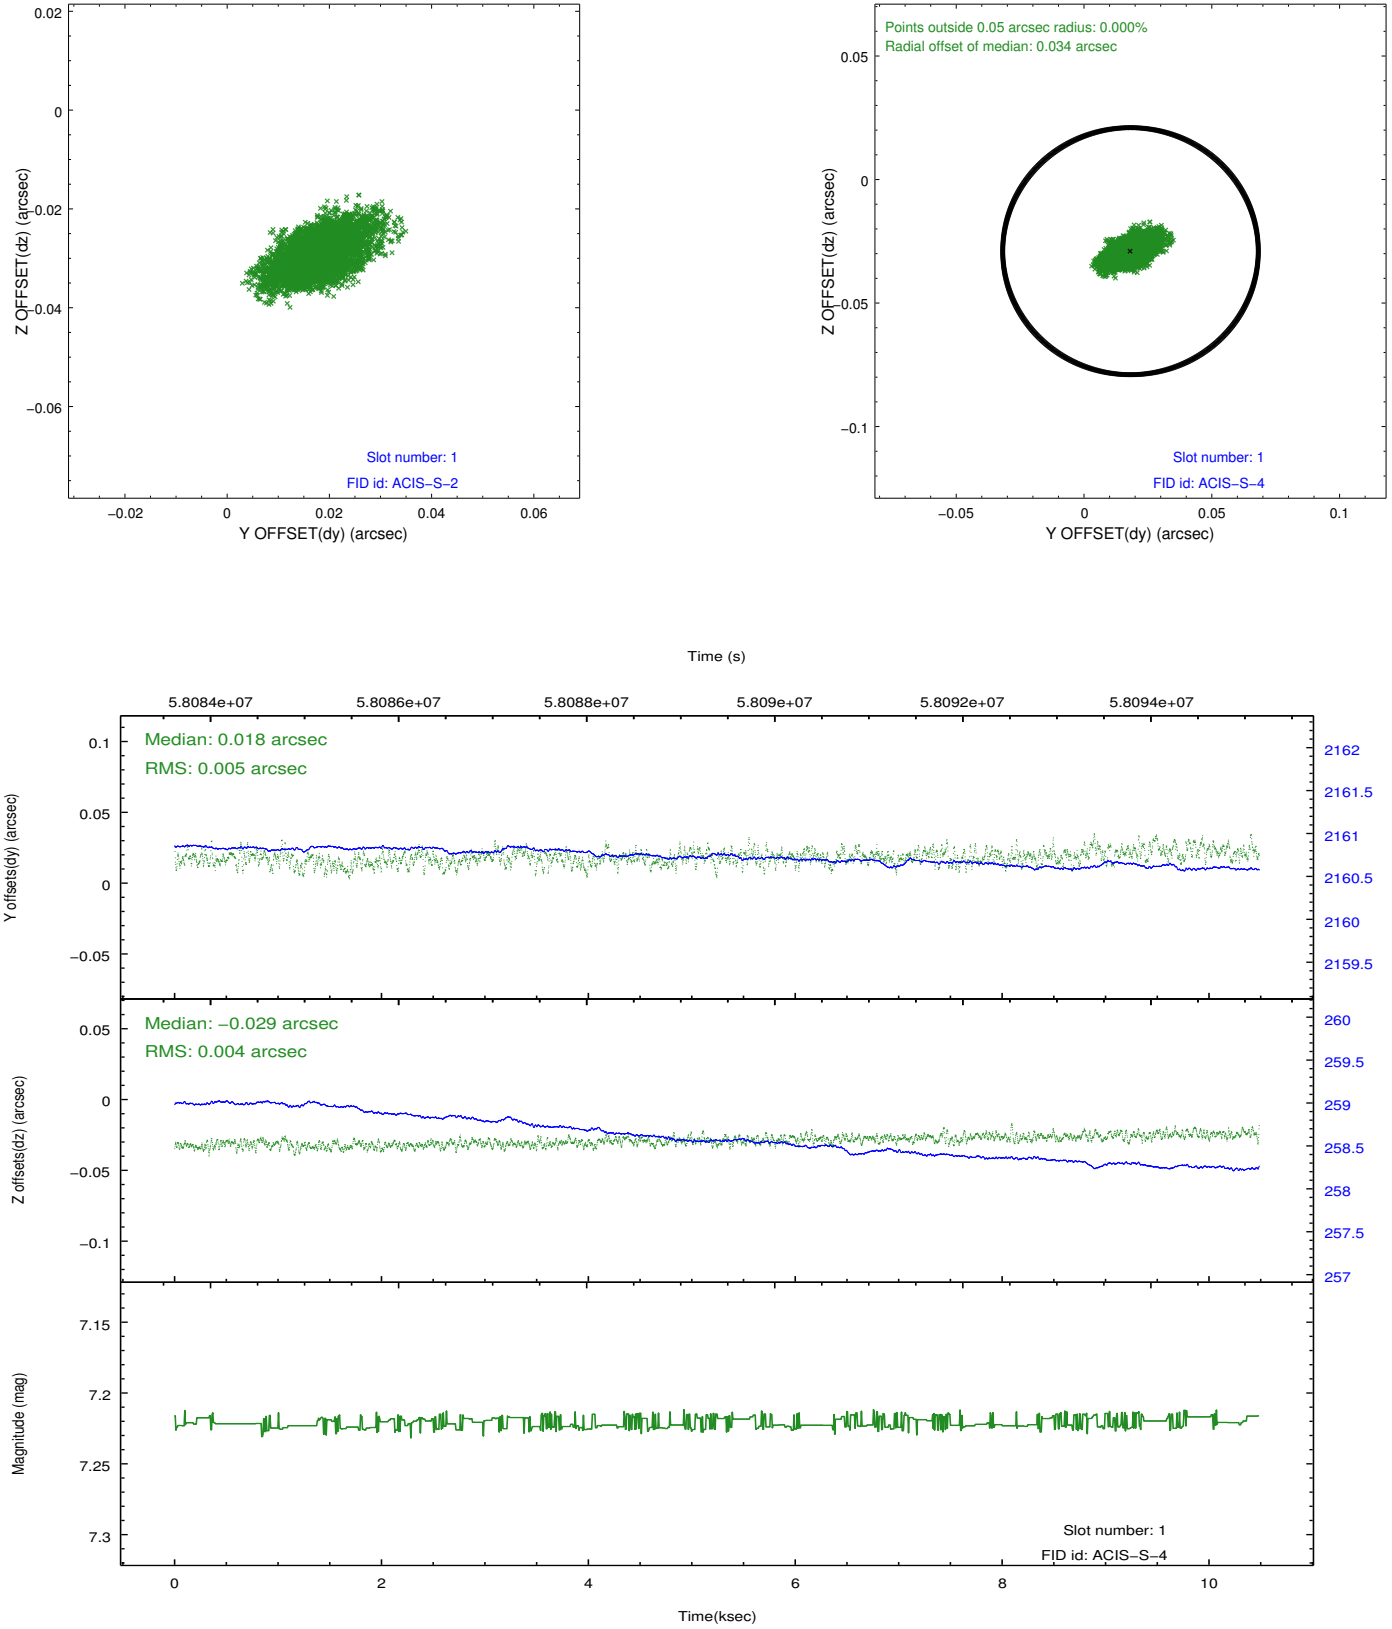 0.02
0
−0.02
−0.04
−0.06
Z OFFSET(dz) (arcsec)
Slot number: 1
FID id: ACIS−S−2
−0.02
0
0.02
0.04
0.06
Y OFFSET(dy) (arcsec)
Points outside 0.05 arcsec radius: 0.000%
Radial offset of median: 0.034 arcsec
0.05
0
−0.05
−0.1
Z OFFSET(dz) (arcsec)
Slot number: 1
FID id: ACIS−S−4
−0.05
0
0.05
0.1
Y OFFSET(dy) (arcsec)
Time (s)
5.8084e+07
5.8086e+07
5.8088e+07
5.809e+07
5.8092e+07
5.8094e+07
Median: 0.018 arcsec
RMS: 0.005 arcsec
0.1
0.05
0
−0.05
Y offsets(dy) (arcsec)
2162
2161.5
2161
2160.5
2160
2159.5
Median: −0.029 arcsec
RMS: 0.004 arcsec
0.05
0
−0.05
−0.1
Z offsets(dz) (arcsec)
260
259.5
259
258.5
258
257.5
257
7.15
7.2
7.25
7.3
Magnitude (mag)
Slot number: 1
FID id: ACIS−S−4
0
2
4
6
8
10
Time(ksec)